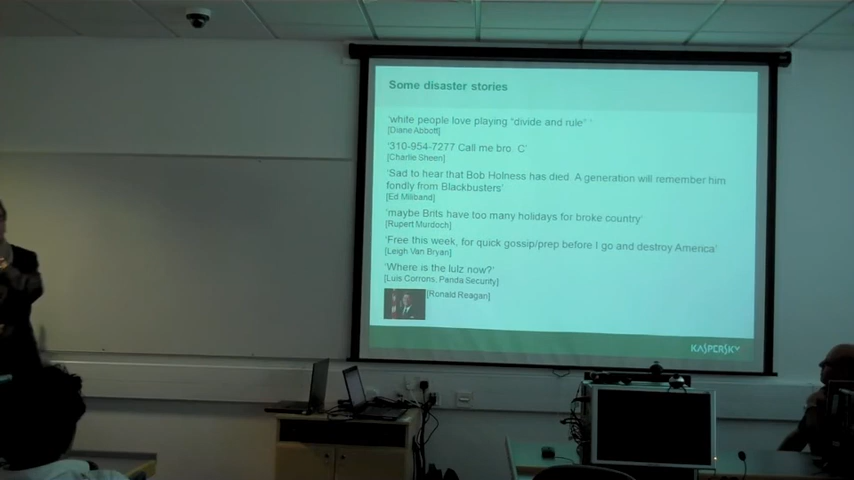 Some disaster stories
'white people love playing "divide and rule" '
[Diane Abbott]
'310-954-7277 Call me bro. C'
[Charlie Sheen]
'Sad to hear that Bob Holness has died. A generation will remember him
fondly from Blackbusters'.
[Ed Miliband]
'maybe Brits have too many holidays for broke country'
[Rupert Murdoch]
'Free this week, for quick gossip/prep before I go and destroy America'
[Leigh Van Bryan]
'Where is the lulz now?'
[Luis Corrons, Panda Security]
[Ronald Reagan]
KASPERSKY